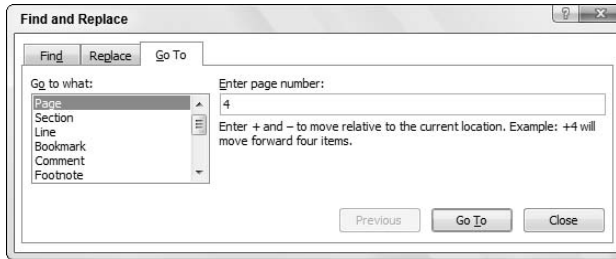 Find and Replace
Find Replace Go To
Go to what:
Page
Section
Line
Bookmark
Comment
Footnote
Enter page number:
4
Enter + and – to move relative to the current location. Example: +4 will
move forward four items.
Previous Go To Close